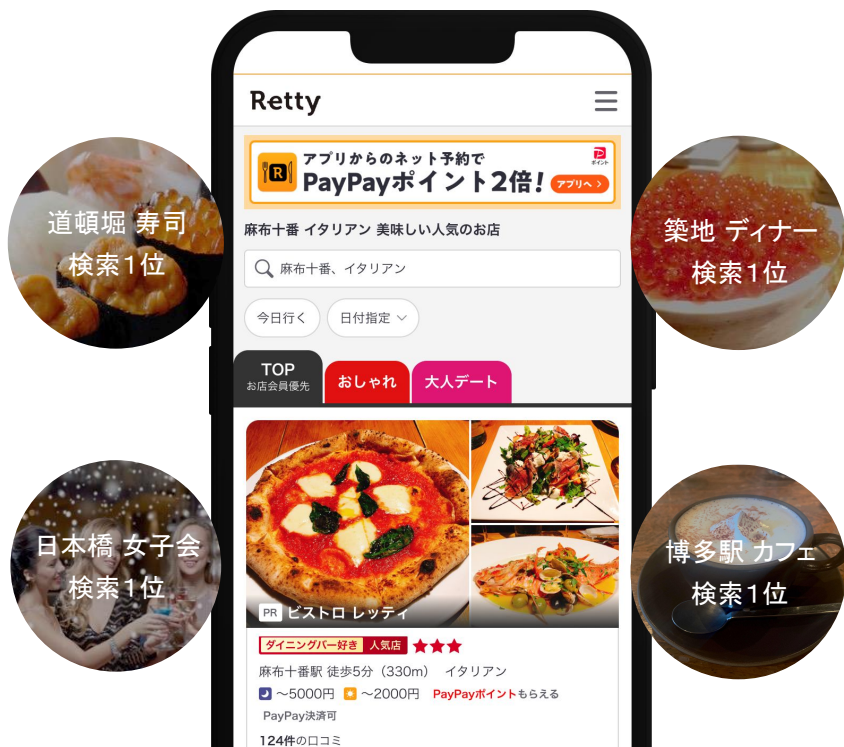 Retty
アプリからのネット予約で
PayPayポイント2倍!
アプリへ >
ポイント
麻布十番 イタリアン 美味しい人気のお店
麻布十番、イタリアン
今日行く
日付指定
TOP
お店会員優先
おしゃれ
大人デート
PR ビストロ レッティ
ダイニングバー好き 人気店 ★★★
麻布十番駅 徒歩5分（330m） イタリアン
～5000円 ～2000円 PayPayポイントもらえる
PayPay決済可
124件の口コミ
道頓堀 寿司
検索1位
築地 ディナー
検索1位
日本橋 女子会
検索1位
博多駅 カフェ
検索1位